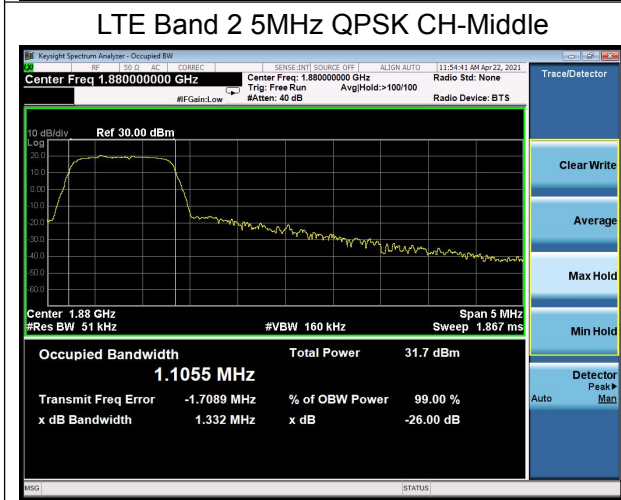 LTE Band 2 5MHz QPSK CH-Middle
Keysight Spectrum Analyzer - Occupied BW
RF 50 Ω AC CORREC SENSE:INT SOURCE OFF ALIGN AUTO 11:54:41 AM Apr 22, 2021
Center Freq 1.880000000 GHz
Center Freq: 1.880000000 GHz
Radio Std: None
Trig: Free Run Avg|Hold:>100/100
#IFGain:Low #Atten: 40 dB Radio Device: BTS
Trace/Detector
10 dB/div Ref 30.00 dBm
Log
20.0
10.0
0.00
-10.0
-20.0
-30.0
-40.0
-50.0
-60.0
Center 1.88 GHz Span 5 MHz
#Res BW 51 kHz #VBW 160 kHz Sweep 1.867 ms
Occupied Bandwidth Total Power 31.7 dBm
1.1055 MHz
Transmit Freq Error -1.7089 MHz % of OBW Power 99.00 %
x dB Bandwidth 1.332 MHz x dB -26.00 dB
Clear Write
Average
Max Hold
Min Hold
Detector
Peak▶
Auto Man
MSG STATUS